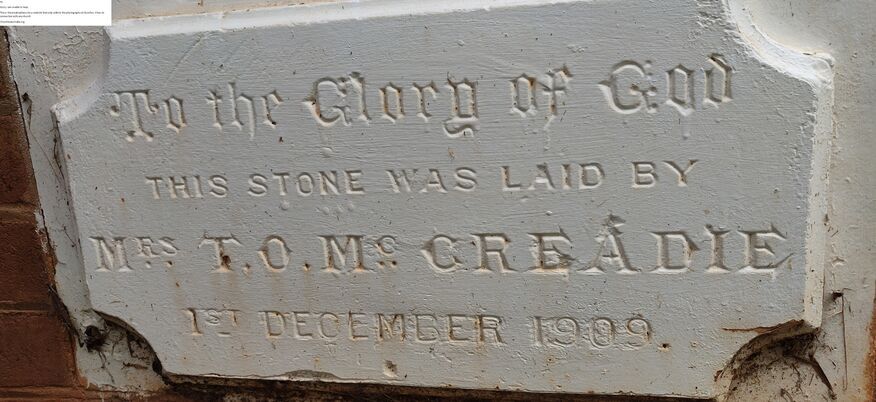 To the Glory of God
THIS STONE WAS LAID BY
MRS T.O. Mc CREADIE
1ST DECEMBER 1909.